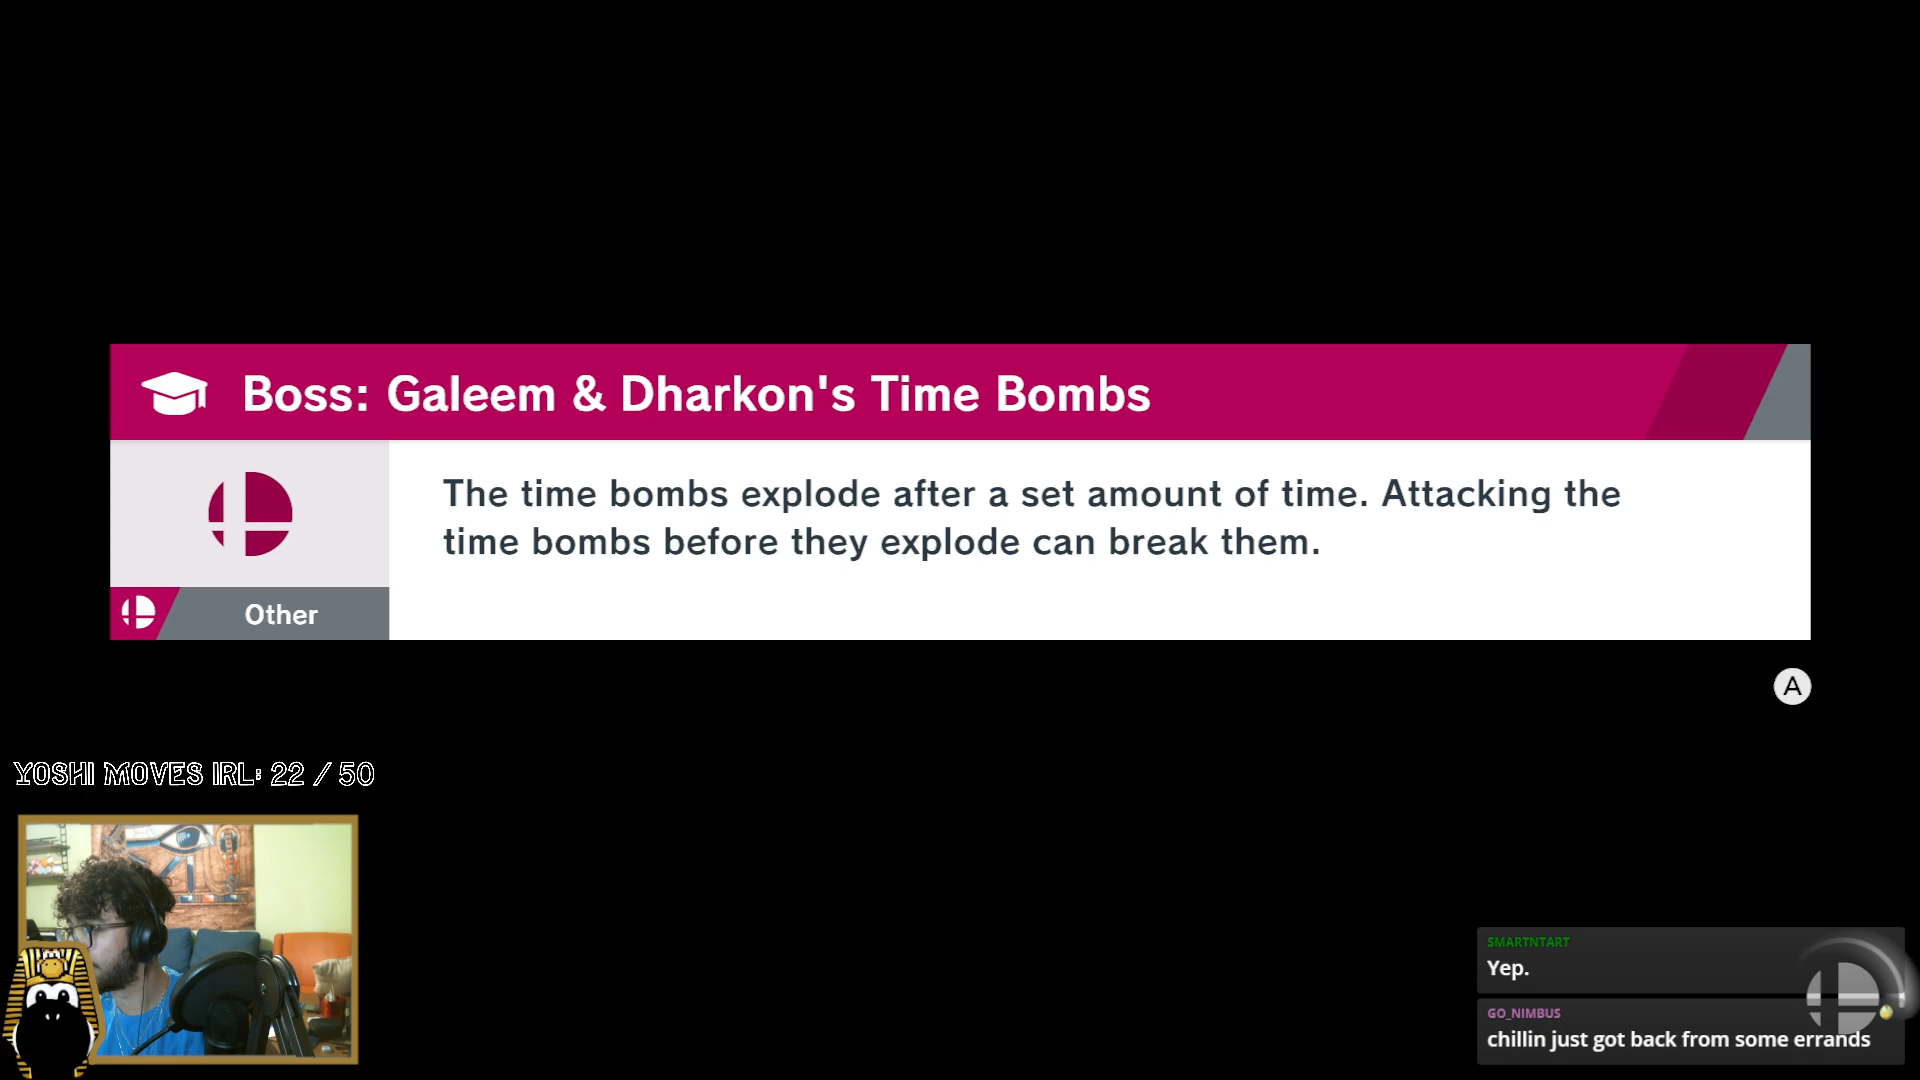 Boss: Galeem & Dharkon's Time Bombs
The time bombs explode after a set amount of time. Attacking the
time bombs before they explode can break them.
Other
A
YOSHI MOVES IRL: 22 / 50
SMARTNTART
Yep.
GO_NIMBUS
chillin just got back from some errands